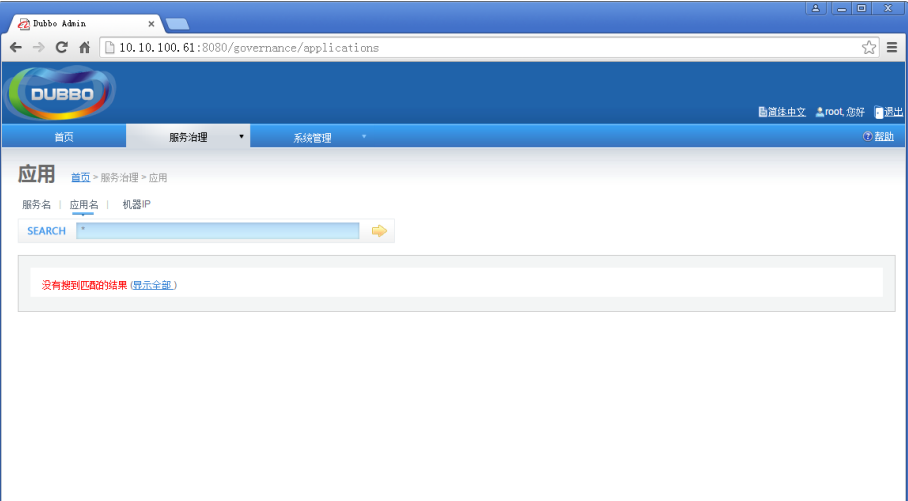 Dubbo Admin
10.10.100.61:8080/governance/applications
DUBBO
简体中文 root,您好 退出
首页 服务治理 系统管理 帮助
应用 首页 > 服务治理 > 应用
服务名 | 应用名 | 机器IP
SEARCH *
没有搜到匹配的结果 (显示全部)